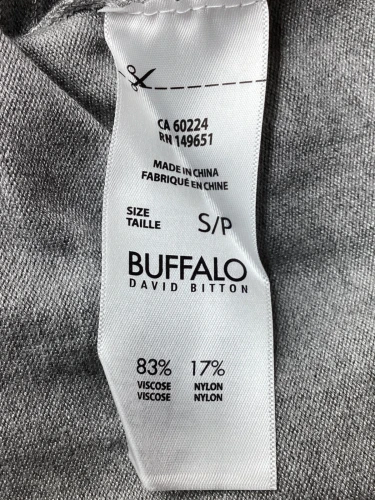 CA 60224
RN 149651
MADE IN CHINA
FABRIQUÉ EN CHINE
SIZE
TAILLE
S/P
BUFFALO
DAVID BITTON
83% 17%
VISCOSE NYLON
VISCOSE NYLON